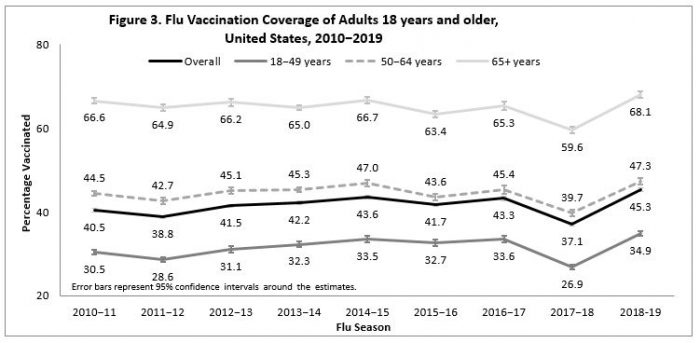 Figure 3. Flu Vaccination Coverage of Adults 18 years and older,
United States, 2010–2019
80
Overall 18–49 years 50–64 years 65+ years
66.6 64.9 66.2 65.0 66.7 63.4 65.3 59.6 68.1
60
Percentage Vaccinated
44.5 42.7 45.1 45.3 47.0 43.6 45.4 39.7 47.3
40
40.5 38.8 41.5 42.2 43.6 41.7 43.3 37.1 45.3
30.5 28.6 31.1 32.3 33.5 32.7 33.6 26.9 34.9
Error bars represent 95% confidence intervals around the estimates.
20
2010–11 2011–12 2012–13 2013–14 2014–15 2015–16 2016–17 2017–18 2018-19
Flu Season